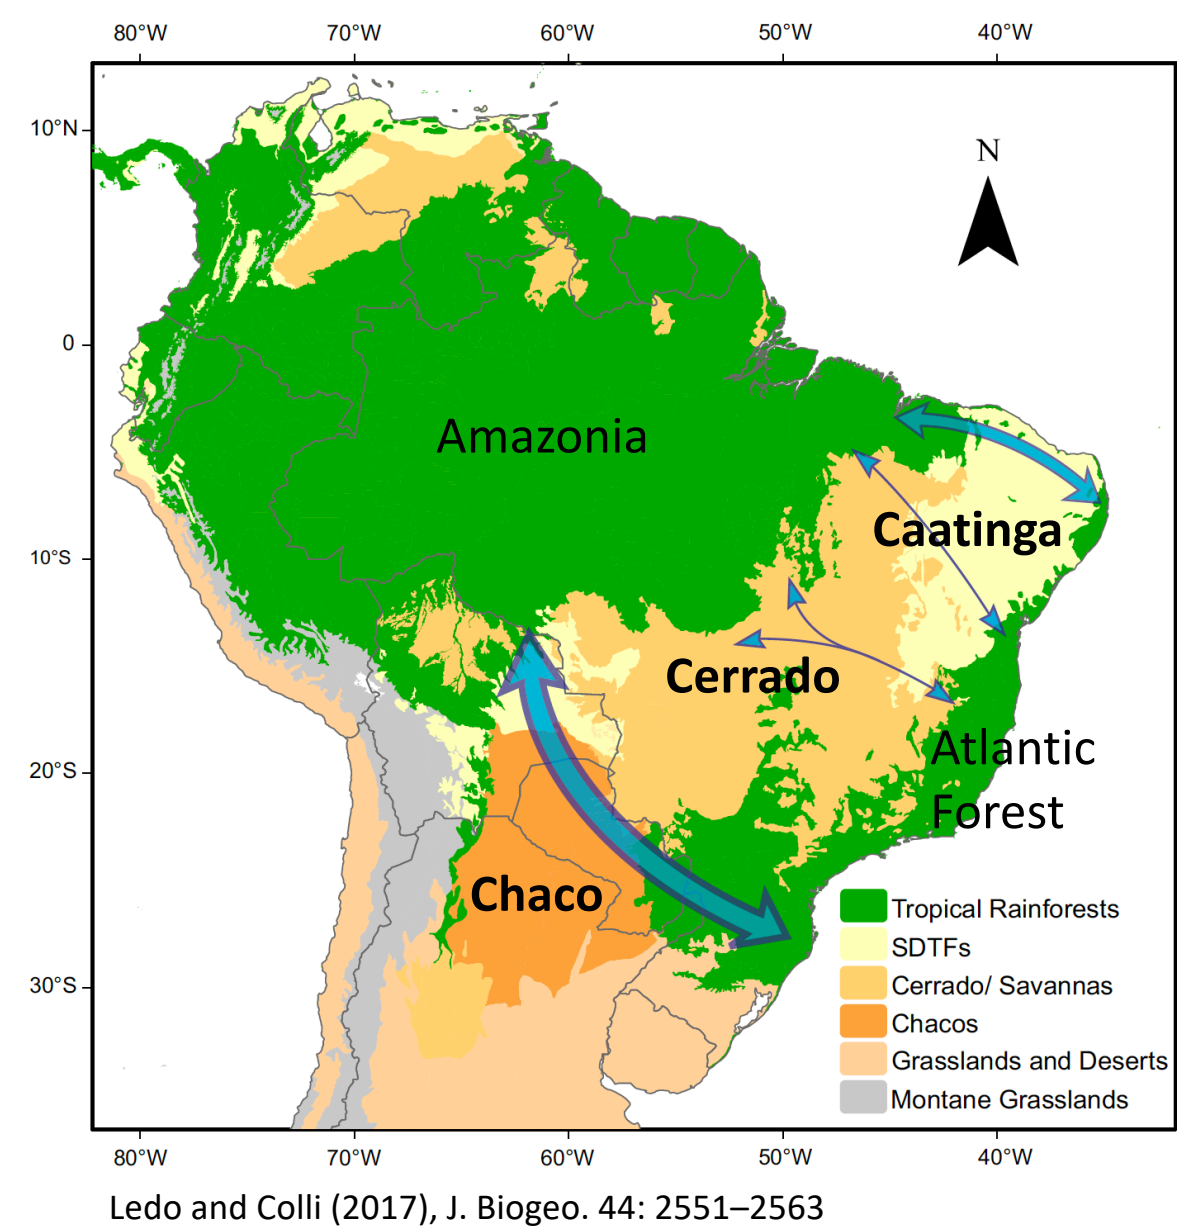 80°W 70°W 60°W 50°W 40°W
10°N
N
0
Amazonia
Caatinga
10°S
Cerrado
Atlantic
Forest
20°S
Chaco
Tropical Rainforests
SDTFs
Cerrado/ Savannas
30°S
Chacos
Grasslands and Deserts
Montane Grasslands
80°W 70°W 60°W 50°W 40°W
Ledo and Colli (2017), J. Biogeo. 44: 2551–2563